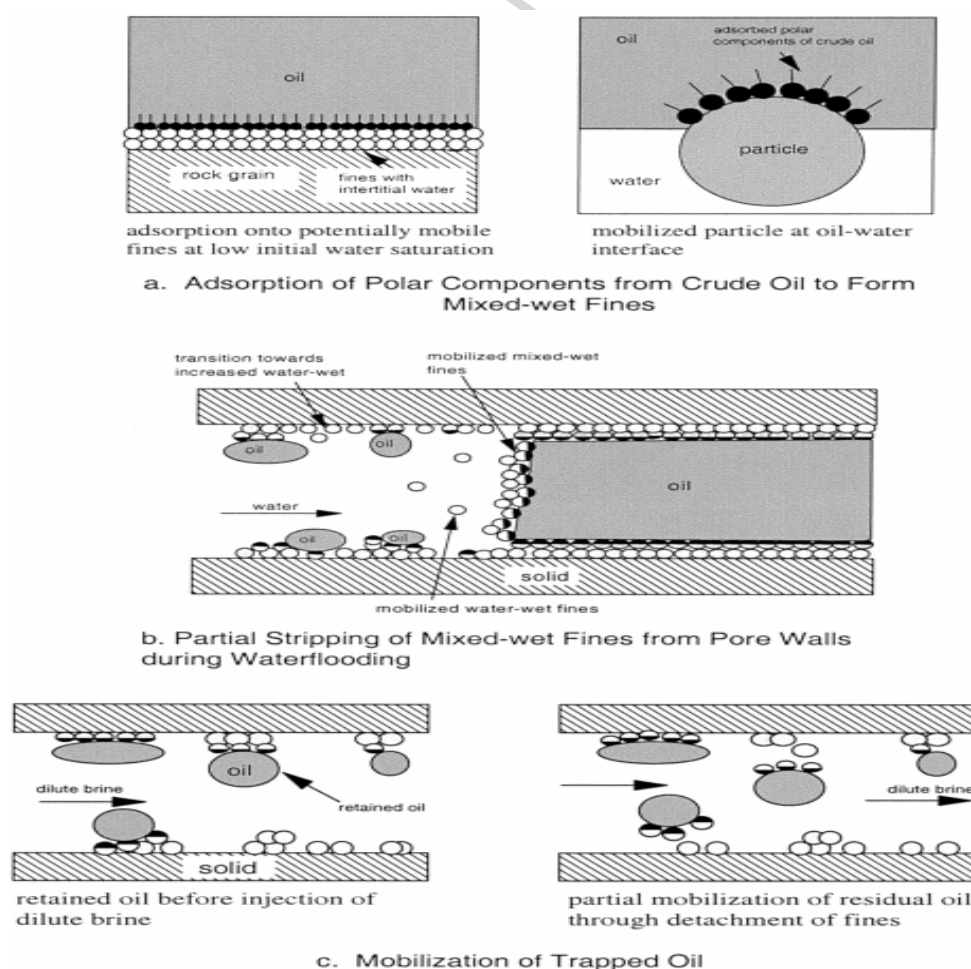 oil
rock grain
fines with
intertitial water
adsorption onto potentially mobile
fines at low initial water saturation
oil
adsorbed polar
components of crude oil
particle
water
mobilized particle at oil-water
interface
a. Adsorption of Polar Components from Crude Oil to Form
Mixed-wet Fines
transition towards
increased water-wet
mobilized mixed-wet
fines
oil
oil
oil
water
oil
oil
solid
mobilized water-wet fines
b. Partial Stripping of Mixed-wet Fines from Pore Walls
during Waterflooding
oil
dilute brine
retained oil
solid
retained oil before injection of
dilute brine
dilute brine
partial mobilization of residual oil
through detachment of fines
c. Mobilization of Trapped Oil